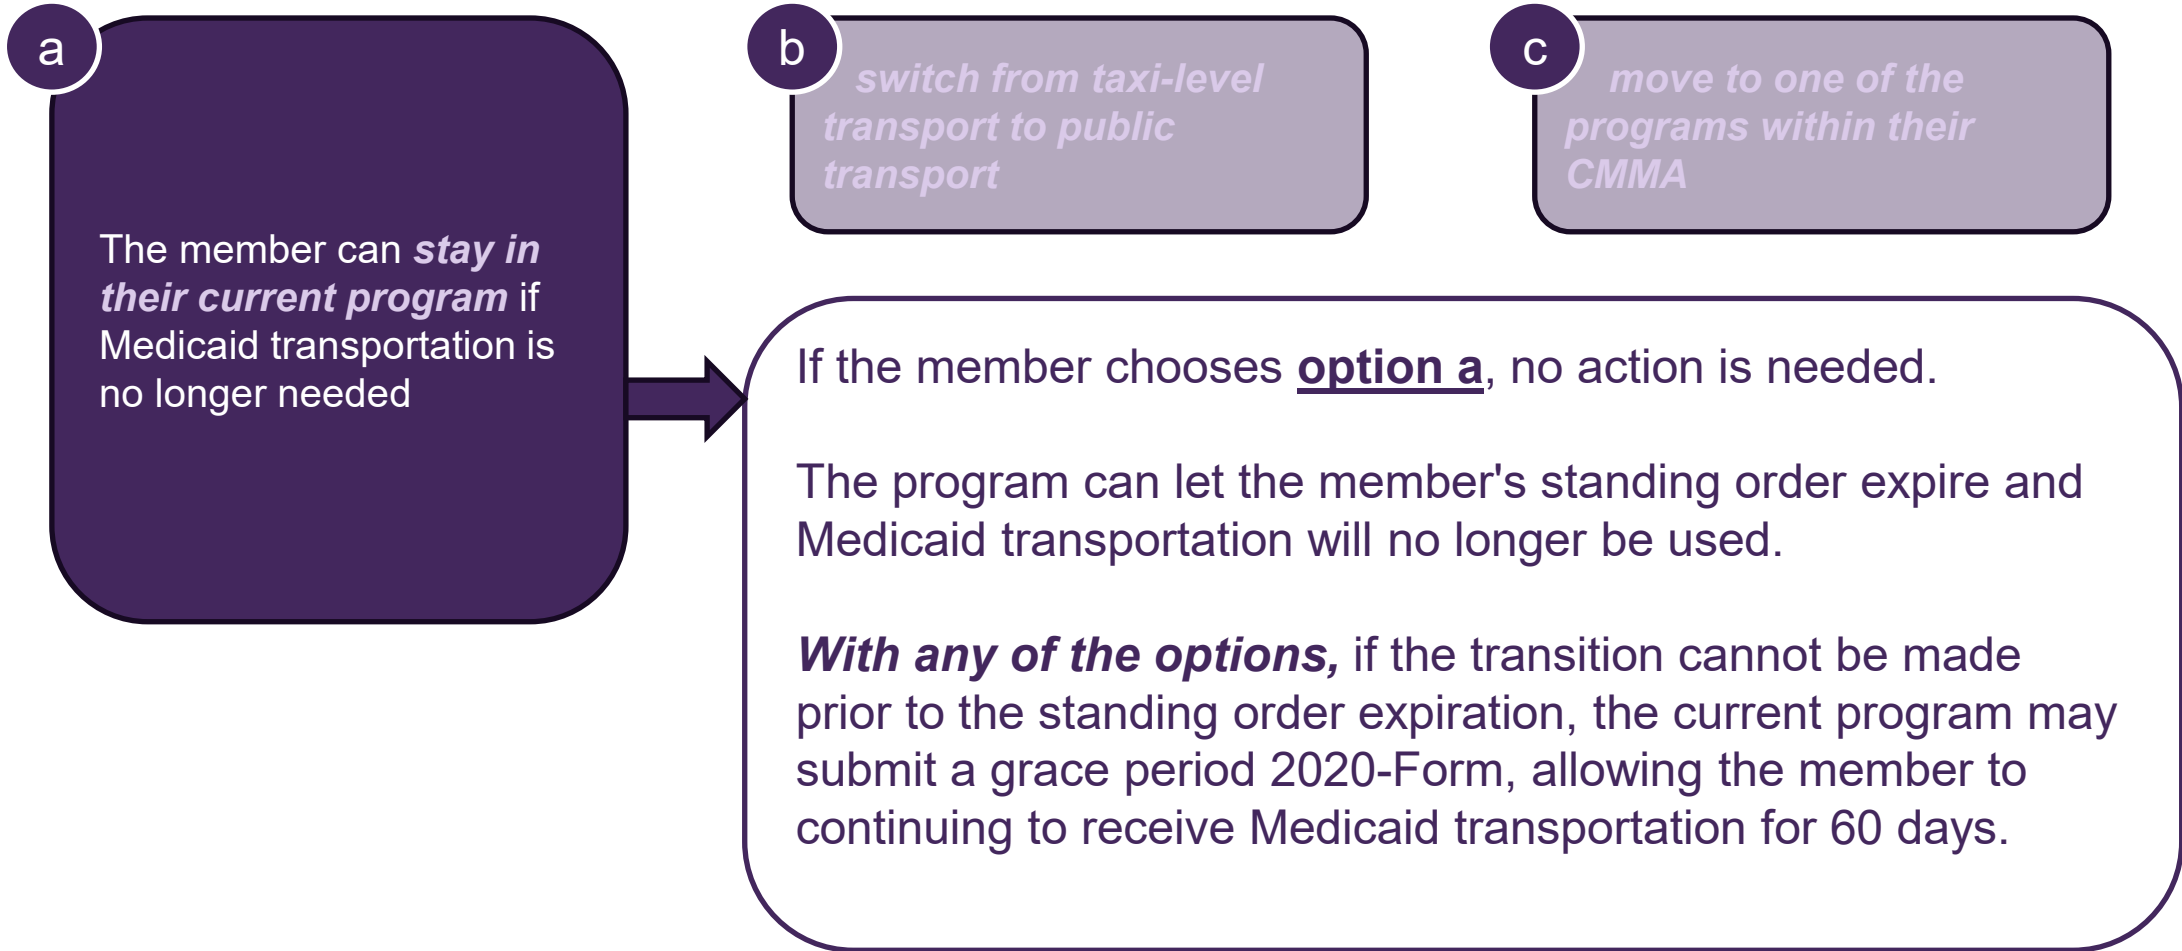 a
The member can stay in
their current program if
Medicaid transportation is
no longer needed
b
switch from taxi-level
transport to public
transport
c
move to one of the
programs within their
CMMA
If the member chooses option a, no action is needed.
The program can let the member's standing order expire and
Medicaid transportation will no longer be used.
With any of the options, if the transition cannot be made
prior to the standing order expiration, the current program may
submit a grace period 2020-Form, allowing the member to
continuing to receive Medicaid transportation for 60 days.